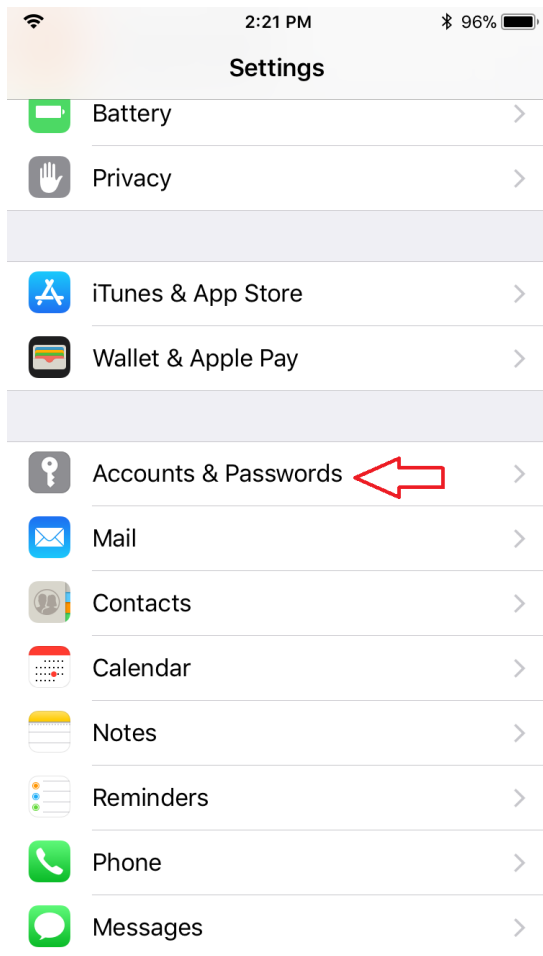 2:21 PM 96%
Settings
Battery
Privacy
iTunes & App Store
Wallet & Apple Pay
Accounts & Passwords
Mail
Contacts
Calendar
Notes
Reminders
Phone
Messages